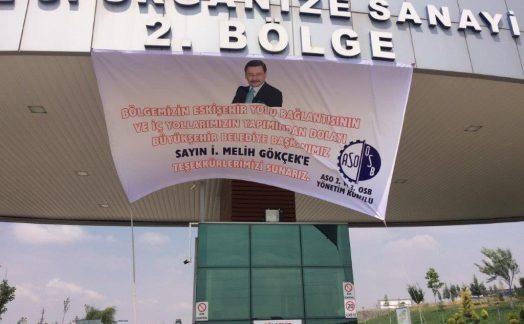 ORGANİZE SANAYİ
2. BÖLGE
BÖLGEMİZİN ESKİŞEHİR YOLU BAĞLANTISININ
VE İÇ YOLLARIMIZIN YAPIMINDAN DOLAYI
BÜYÜKŞEHİR BELEDİYE BAŞKANIMIZ
SAYIN İ. MELİH GÖKÇEK'E
TEŞEKKÜRLERİMİZİ SUNARIZ.
ASO OSB
ASO 2. V 3. OSB
YÖNETİM KURULU